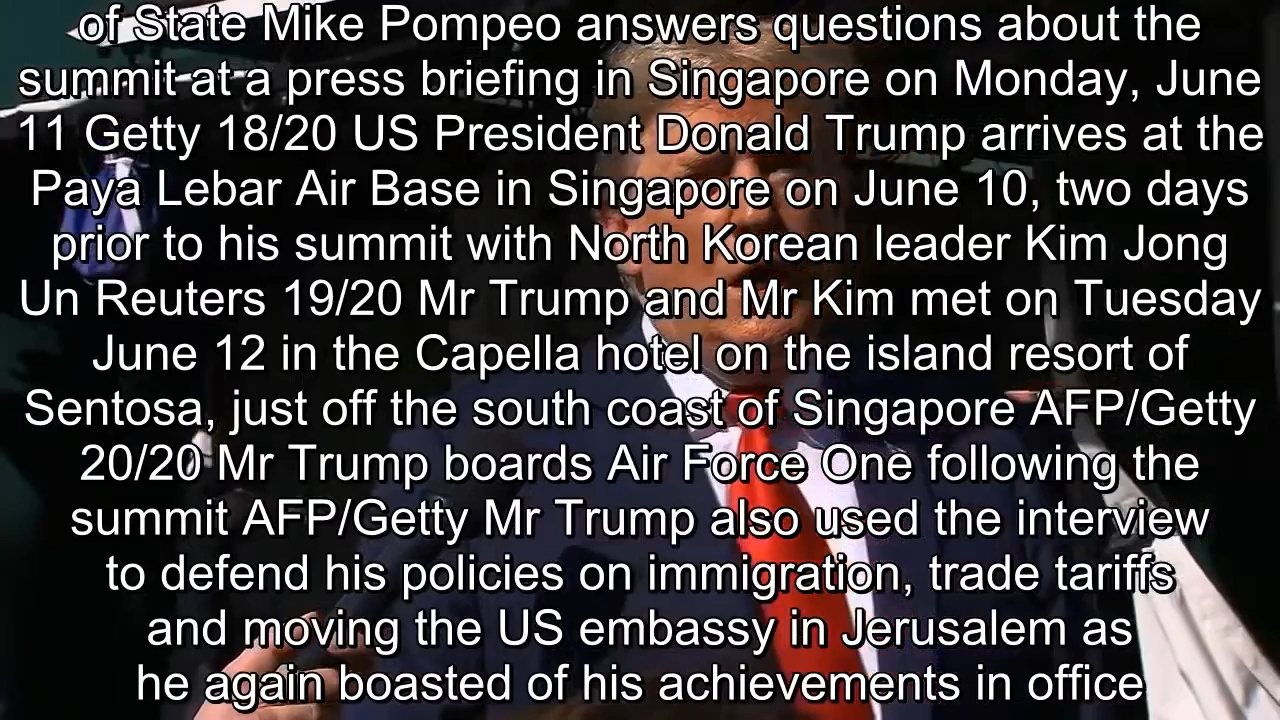 of State Mike Pompeo answers questions about the
summit at a press briefing in Singapore on Monday, June
11 Getty 18/20 US President Donald Trump arrives at the
Paya Lebar Air Base in Singapore on June 10, two days
prior to his summit with North Korean leader Kim Jong
Un Reuters 19/20 Mr Trump and Mr Kim met on Tuesday
June 12 in the Capella hotel on the island resort of
Sentosa, just off the south coast of Singapore AFP/Getty
20/20 Mr Trump boards Air Force One following the
summit AFP/Getty Mr Trump also used the interview
to defend his policies on immigration, trade tariffs
and moving the US embassy in Jerusalem as
he again boasted of his achievements in office